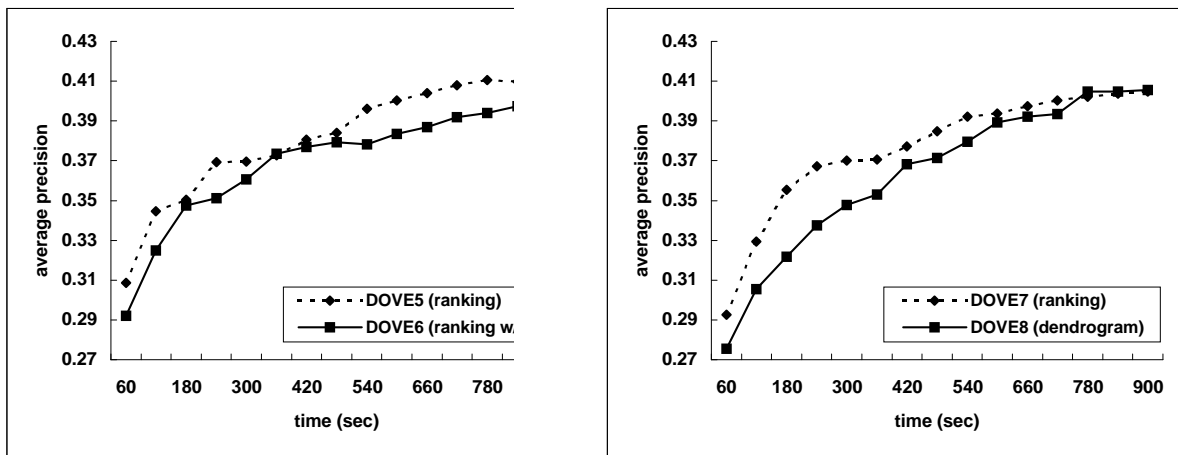 0.43
0.41
0.39
0.37
0.35
0.33
0.31
0.29
0.27
average precision
60 180 300 420 540 660 780
time (sec)
DOVE5 (ranking)
DOVE6 (ranking w/
0.43
0.41
0.39
0.37
0.35
0.33
0.31
0.29
0.27
average precision
60 180 300 420 540 660 780 900
time (sec)
DOVE7 (ranking)
DOVE8 (dendrogram)